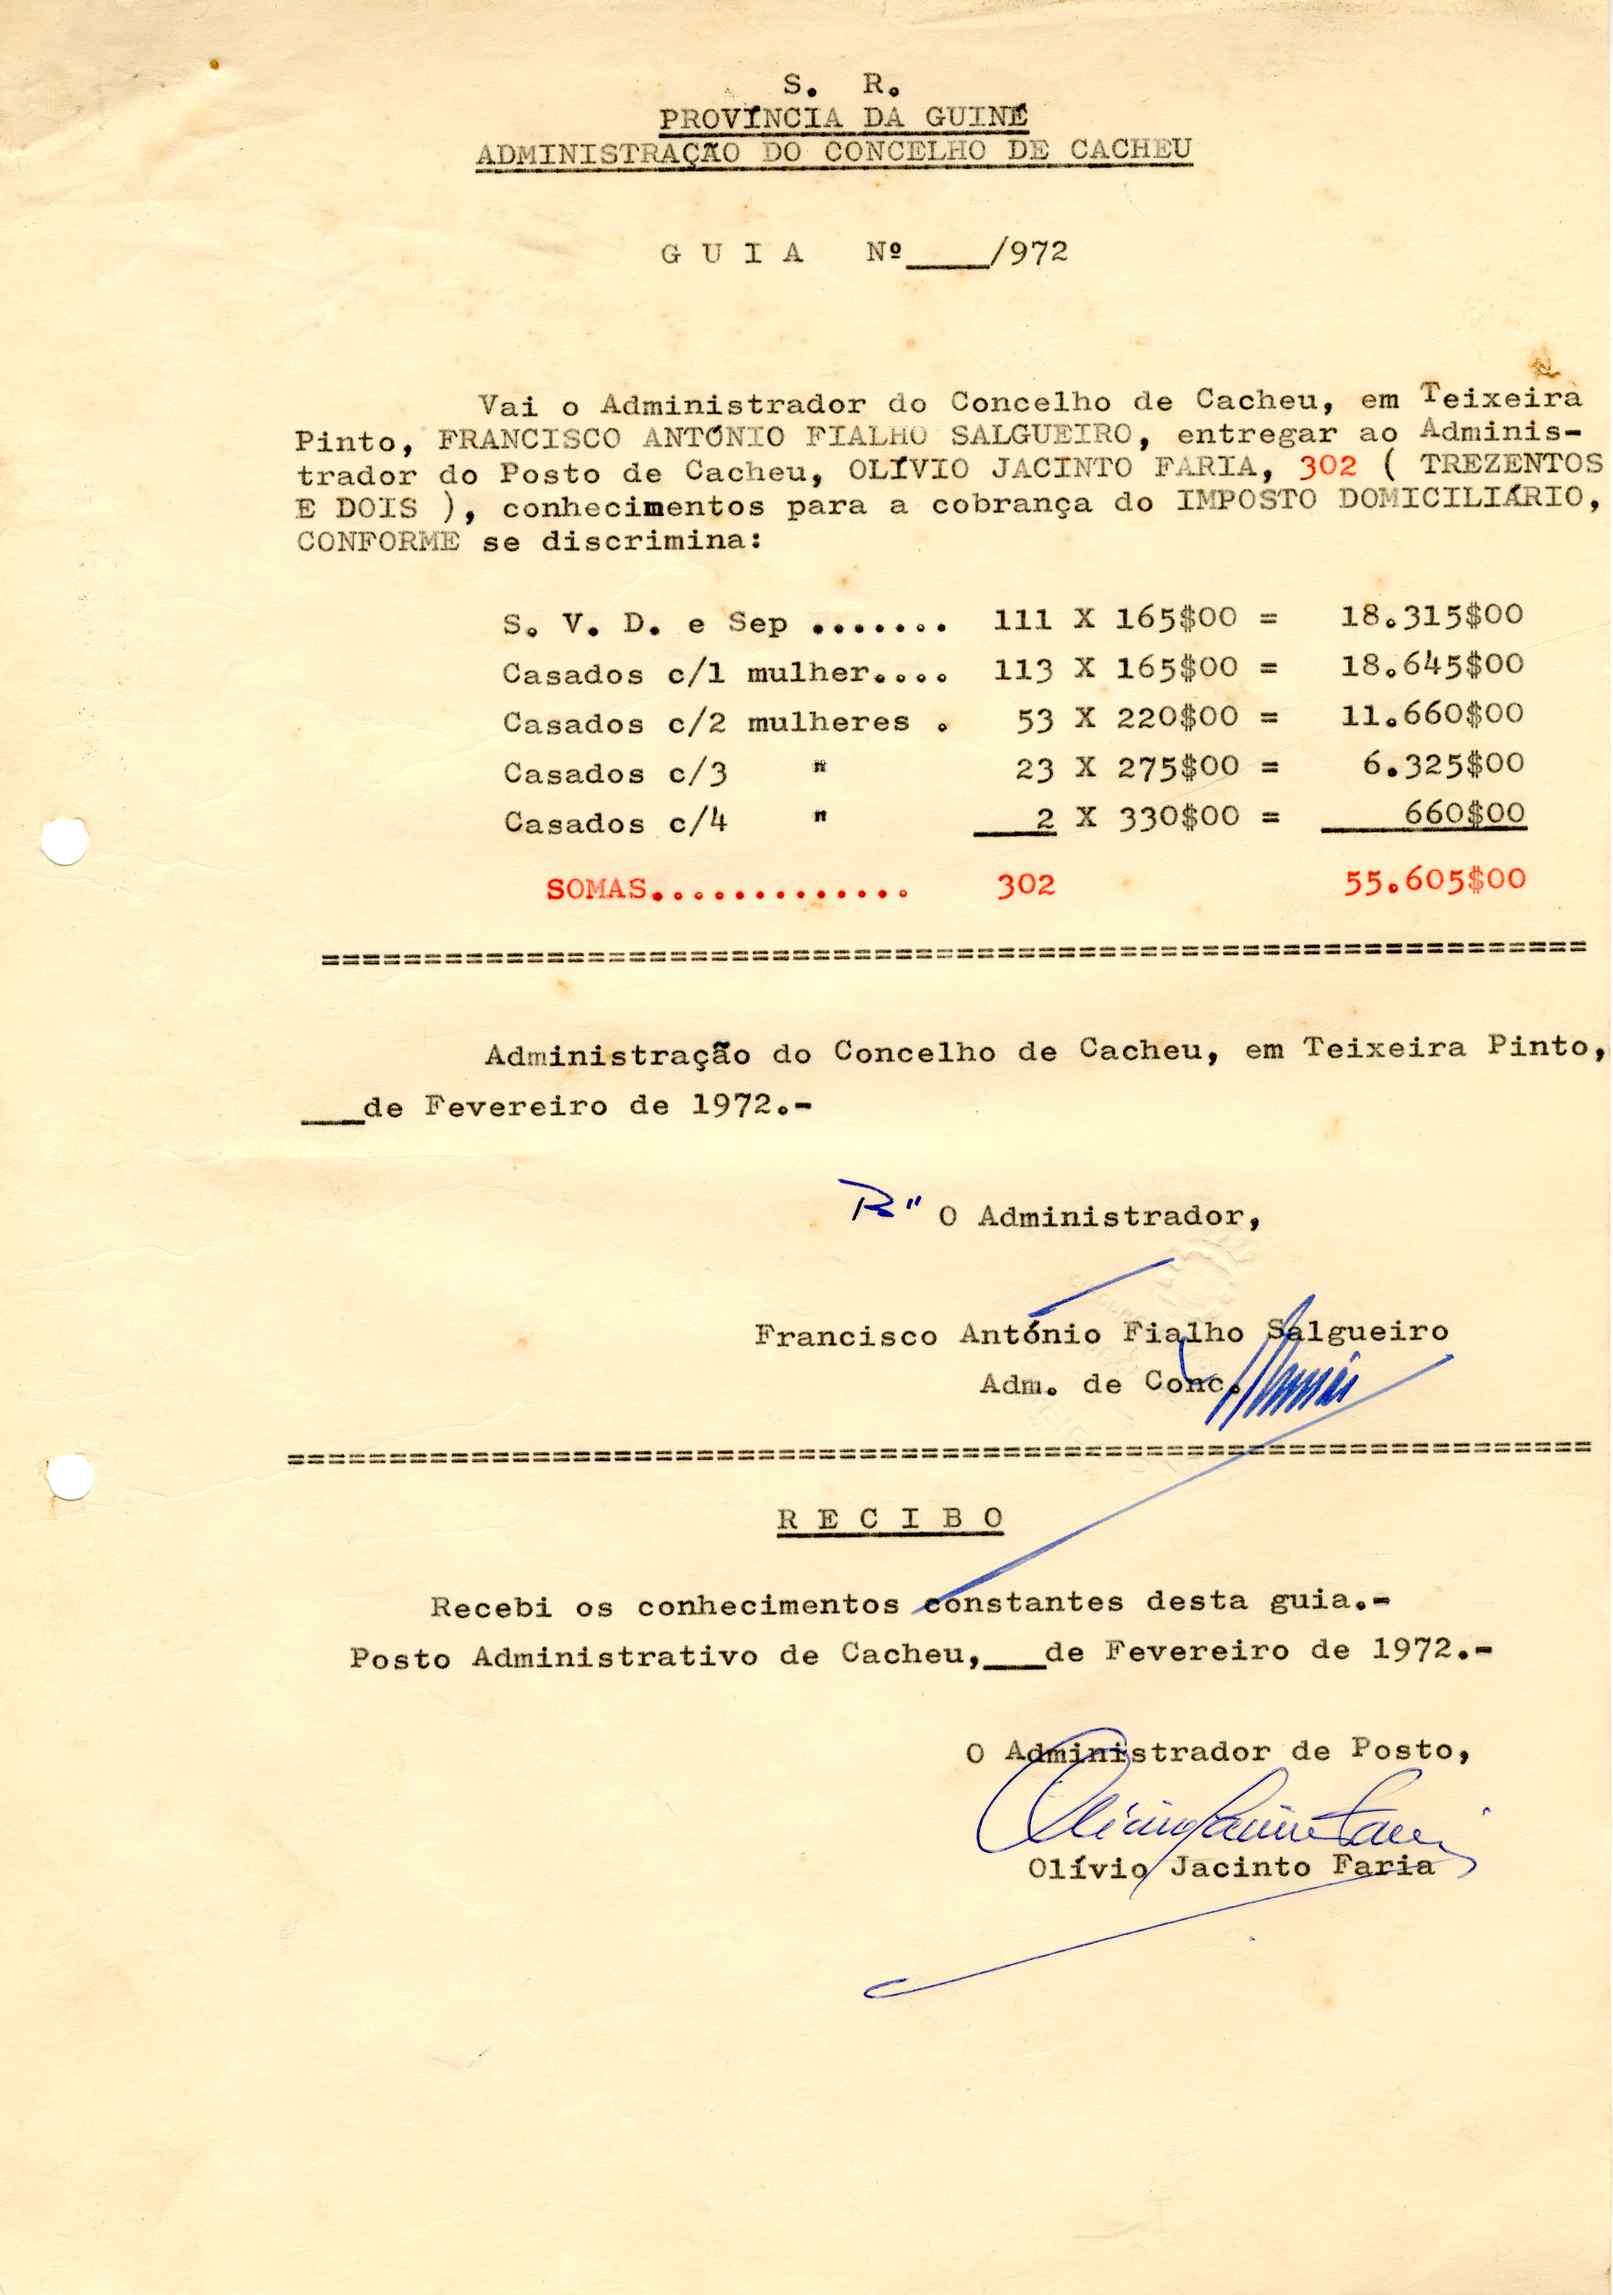 S. R.
PROVÍNCIA DA GUINÉ
ADMINISTRAÇÃO DO CONCELHO DE CACHEU
G U I A Nº____/972
Vai o Administrador do Concelho de Cacheu, em Teixeira
Pinto, FRANCISCO ANTÓNIO FIALHO SALGUEIRO, entregar ao Adminis-
trador do Posto de Cacheu, OLÍVIO JACINTO FARIA, 302 ( TREZENTOS
E DOIS ), conhecimentos para a cobrança do IMPOSTO DOMICILIÁRIO,
CONFORME se discrimina:
S. V. D. e Sep ....... 111 X 165$00 = 18.315$00
Casados c/1 mulher.... 113 X 165$00 = 18.645$00
Casados c/2 mulheres . 53 X 220$00 = 11.660$00
Casados c/3 " 23 X 275$00 = 6.325$00
Casados c/4 " 2 X 330$00 = 660$00
SOMAS............. 302 55.605$00
==============================================================
Administração do Concelho de Cacheu, em Teixeira Pinto,
___de Fevereiro de 1972.-
O Administrador,
Francisco António Fialho Salgueiro
Adm. de Conc.
================================================================
R E C I B O
Recebi os conhecimentos constantes desta guia.-
Posto Administrativo de Cacheu,___de Fevereiro de 1972.-
O Administrador de Posto,
Olívio Jacinto Faria
Olívio Jacinto Faria